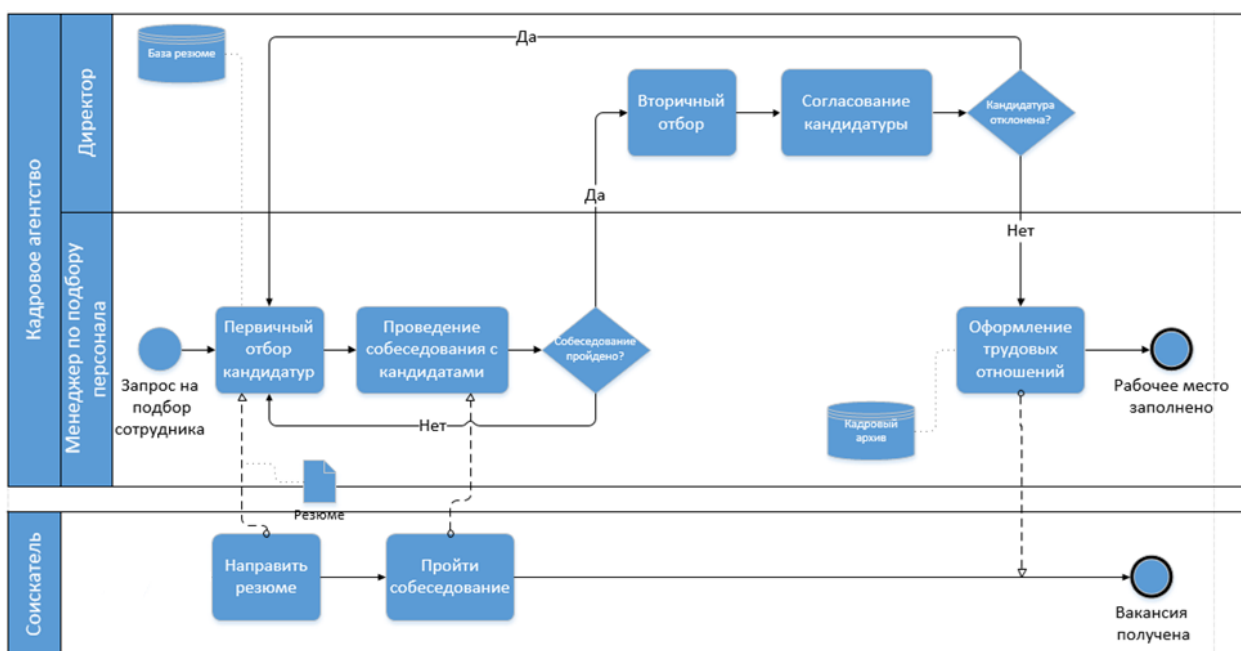 Кадровое агентство
Директор
Менеджер по подбору
персонала
База резюме
Да
Вторичный
отбор
Согласование
кандидатуры
Кандидатура
отклонена?
Да
Нет
Запрос на
подбор
сотрудника
Первичный
отбор
кандидатур
Проведение
собеседования с
кандидатами
Собеседование
пройдено?
Нет
Оформление
трудовых
отношений
Рабочее место
заполнено
Кадровый
архив
Резюме
Соискатель
Направить
резюме
Пройти
собеседование
Вакансия
получена